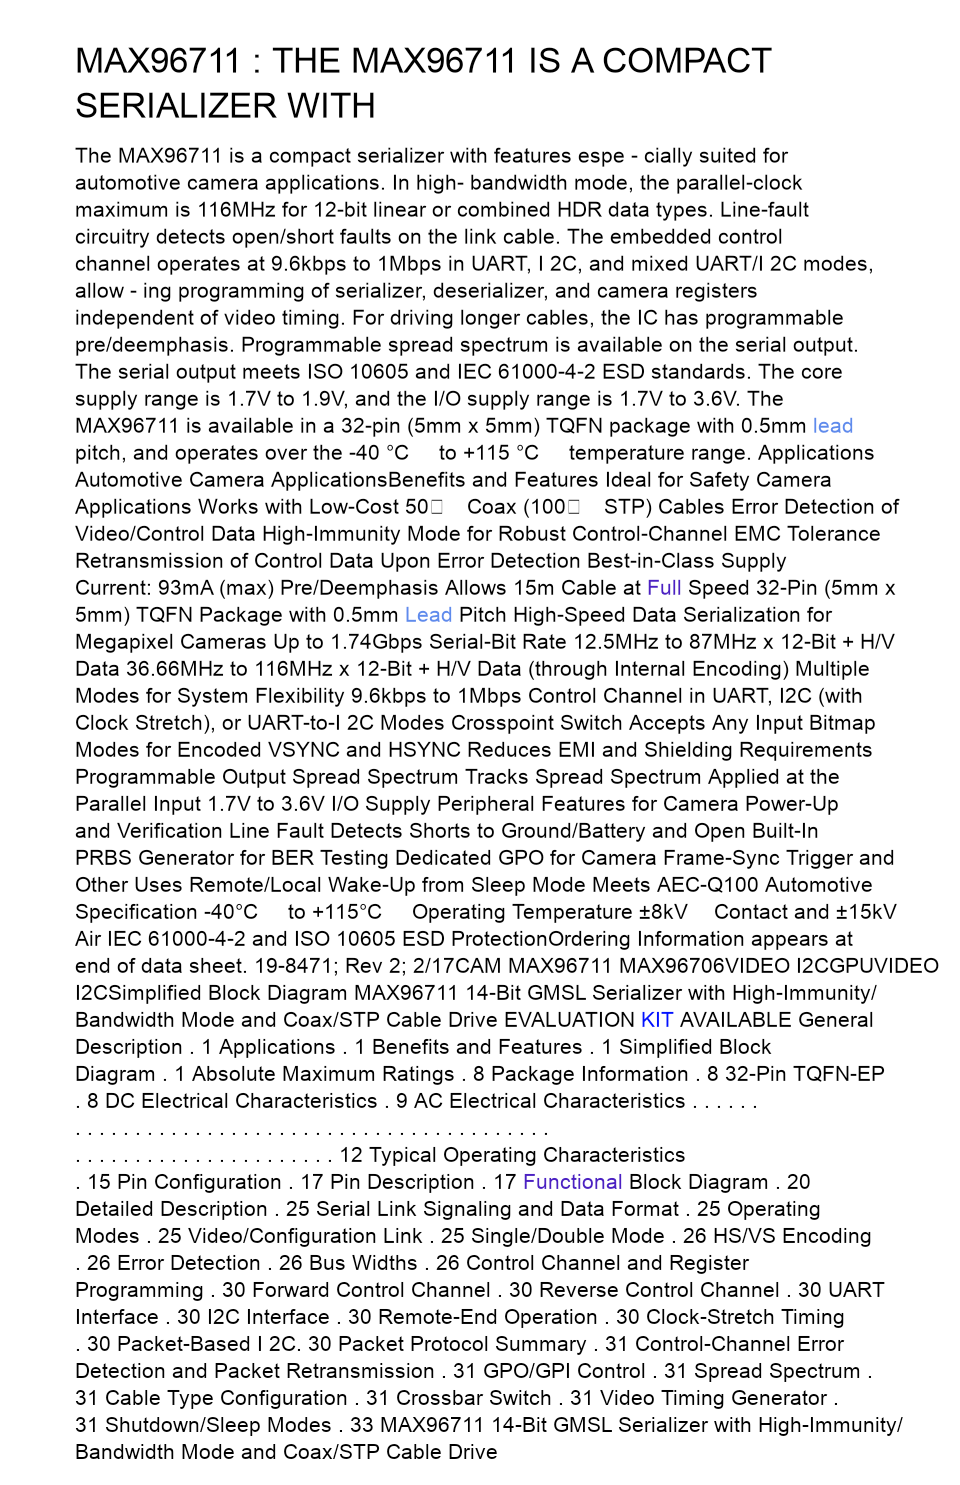 MAX96711 : THE MAX96711 IS A COMPACT
SERIALIZER WITH
The MAX96711 is a compact serializer with features espe - cially suited for
automotive camera applications. In high- bandwidth mode, the parallel-clock
maximum is 116MHz for 12-bit linear or combined HDR data types. Line-fault
circuitry detects open/short faults on the link cable. The embedded control
channel operates at 9.6kbps to 1Mbps in UART, I 2C, and mixed UART/I 2C modes,
allow - ing programming of serializer, deserializer, and camera registers
independent of video timing. For driving longer cables, the IC has programmable
pre/deemphasis. Programmable spread spectrum is available on the serial output.
The serial output meets ISO 10605 and IEC 61000-4-2 ESD standards. The core
supply range is 1.7V to 1.9V, and the I/O supply range is 1.7V to 3.6V. The
MAX96711 is available in a 32-pin (5mm x 5mm) TQFN package with 0.5mm lead
pitch, and operates over the -40 °C to +115 °C temperature range. Applications
Automotive Camera ApplicationsBenefits and Features Ideal for Safety Camera
Applications Works with Low-Cost 50□ Coax (100□ STP) Cables Error Detection of
Video/Control Data High-Immunity Mode for Robust Control-Channel EMC Tolerance
Retransmission of Control Data Upon Error Detection Best-in-Class Supply
Current: 93mA (max) Pre/Deemphasis Allows 15m Cable at Full Speed 32-Pin (5mm x
5mm) TQFN Package with 0.5mm Lead Pitch High-Speed Data Serialization for
Megapixel Cameras Up to 1.74Gbps Serial-Bit Rate 12.5MHz to 87MHz x 12-Bit + H/V
Data 36.66MHz to 116MHz x 12-Bit + H/V Data (through Internal Encoding) Multiple
Modes for System Flexibility 9.6kbps to 1Mbps Control Channel in UART, I2C (with
Clock Stretch), or UART-to-I 2C Modes Crosspoint Switch Accepts Any Input Bitmap
Modes for Encoded VSYNC and HSYNC Reduces EMI and Shielding Requirements
Programmable Output Spread Spectrum Tracks Spread Spectrum Applied at the
Parallel Input 1.7V to 3.6V I/O Supply Peripheral Features for Camera Power-Up
and Verification Line Fault Detects Shorts to Ground/Battery and Open Built-In
PRBS Generator for BER Testing Dedicated GPO for Camera Frame-Sync Trigger and
Other Uses Remote/Local Wake-Up from Sleep Mode Meets AEC-Q100 Automotive
Specification -40°C to +115°C Operating Temperature ±8kV Contact and ±15kV
Air IEC 61000-4-2 and ISO 10605 ESD ProtectionOrdering Information appears at
end of data sheet. 19-8471; Rev 2; 2/17CAM MAX96711 MAX96706VIDEO I2CGPUVIDEO
I2CSimplified Block Diagram MAX96711 14-Bit GMSL Serializer with High-Immunity/
Bandwidth Mode and Coax/STP Cable Drive EVALUATION KIT AVAILABLE General
Description . 1 Applications . 1 Benefits and Features . 1 Simplified Block
Diagram . 1 Absolute Maximum Ratings . 8 Package Information . 8 32-Pin TQFN-EP
. 8 DC Electrical Characteristics . 9 AC Electrical Characteristics . . . . . .
. . . . . . . . . . . . . . . . . . . . . . . . . . . . . . . . . . . . . . . .
. . . . . . . . . . . . . . . . . . . . . . 12 Typical Operating Characteristics
. 15 Pin Configuration . 17 Pin Description . 17 Functional Block Diagram . 20
Detailed Description . 25 Serial Link Signaling and Data Format . 25 Operating
Modes . 25 Video/Configuration Link . 25 Single/Double Mode . 26 HS/VS Encoding
. 26 Error Detection . 26 Bus Widths . 26 Control Channel and Register
Programming . 30 Forward Control Channel . 30 Reverse Control Channel . 30 UART
Interface . 30 I2C Interface . 30 Remote-End Operation . 30 Clock-Stretch Timing
. 30 Packet-Based I 2C. 30 Packet Protocol Summary . 31 Control-Channel Error
Detection and Packet Retransmission . 31 GPO/GPI Control . 31 Spread Spectrum .
31 Cable Type Configuration . 31 Crossbar Switch . 31 Video Timing Generator .
31 Shutdown/Sleep Modes . 33 MAX96711 14-Bit GMSL Serializer with High-Immunity/
Bandwidth Mode and Coax/STP Cable Drive